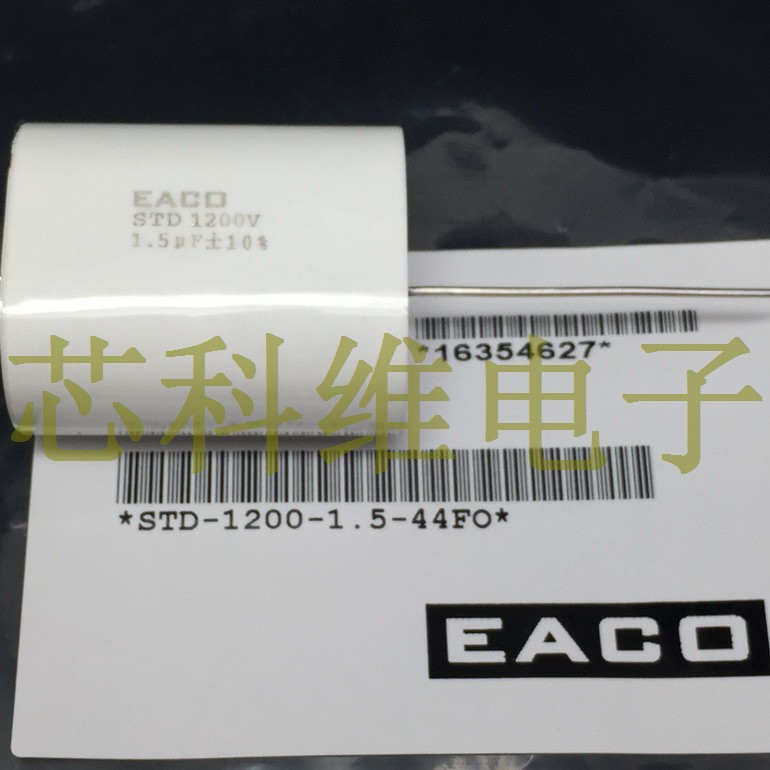 EACO
STD 1200V
1.5µF±10%
*16354627*
芯科维电子
*STD-1200-1.5-44FO*
EACO